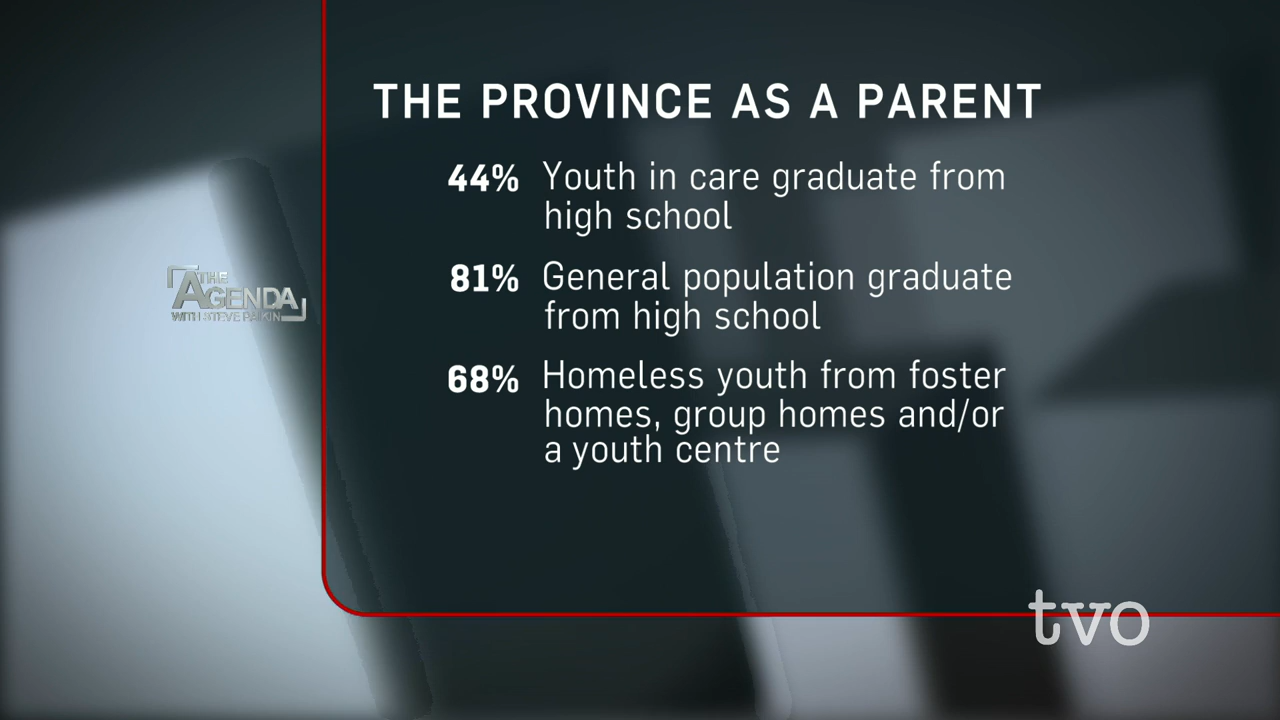 THE PROVINCE AS A PARENT
44% Youth in care graduate from
high school
81% General population graduate
from high school
68% Homeless youth from foster
homes, group homes and/or
a youth centre
THE
AGENDA
WITH STEVE PAIKIN
tvo